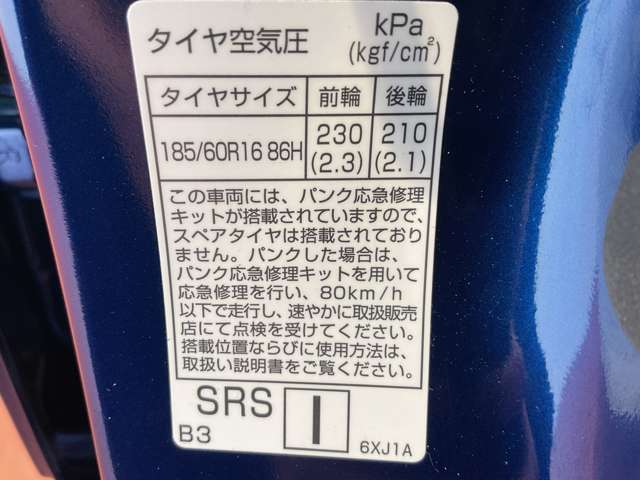 タイヤ空気圧 kPa
(kgf/cm²)
タイヤサイズ 前輪 後輪
185/60R16 86H 230 210
(2.3) (2.1)
この車両には、パンク応急修理
キットが搭載されていますので、
スペアタイヤは搭載されており
ません。パンクした場合は、
パンク応急修理キットを用いて
応急修理を行い、80km/h
以下で走行し、速やかに取扱販売
店にて点検を受けてください。
搭載位置ならびに使用方法は、
取扱い説明書をご覧ください。
SRS I
B3 6XJ1A